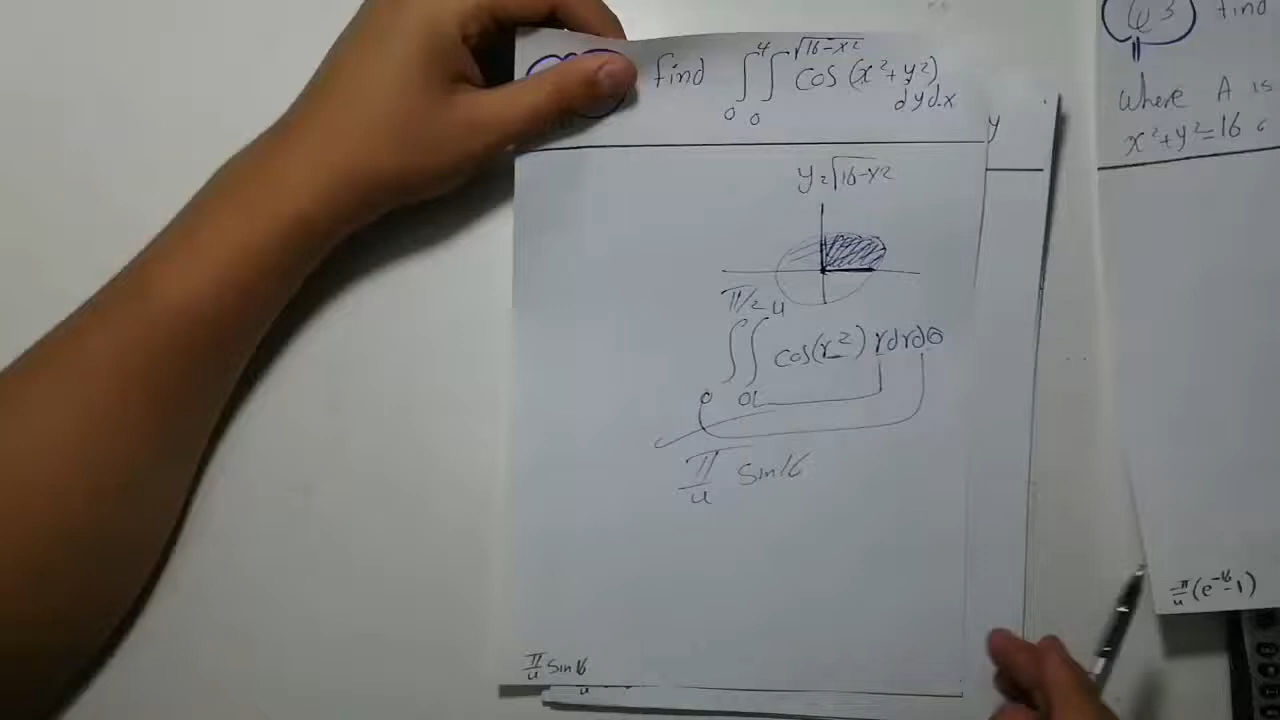 find ∫₀⁴ ∫₀^√(16-x²) cos (x²+y²)
dydx
y=√16-x²
∫₀^π/2 ∫₀⁴ cos(r²) rdrdθ
π/4 sin16
π/4 sin16
y
find
where A is
x²+y²=16
π/4 (e⁻¹⁶-1)